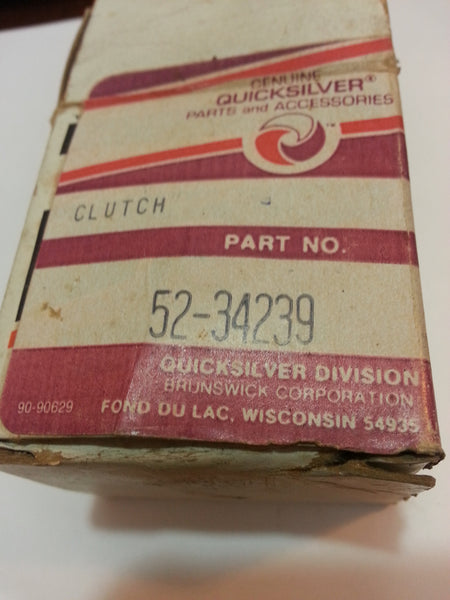 GENUINE
QUICKSILVER®
PARTS and ACCESSORIES
™
CLUTCH
PART NO.
52-34239
QUICKSILVER DIVISION
BRUNSWICK CORPORATION
90-90629 FOND DU LAC, WISCONSIN 54935